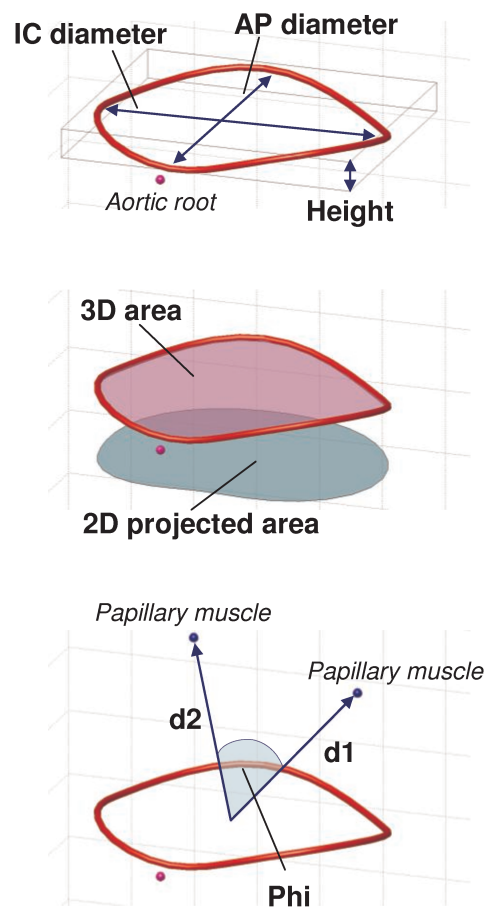 IC diameter
AP diameter
Aortic root
Height
3D area
2D projected area
Papillary muscle
Papillary muscle
d2
d1
Phi